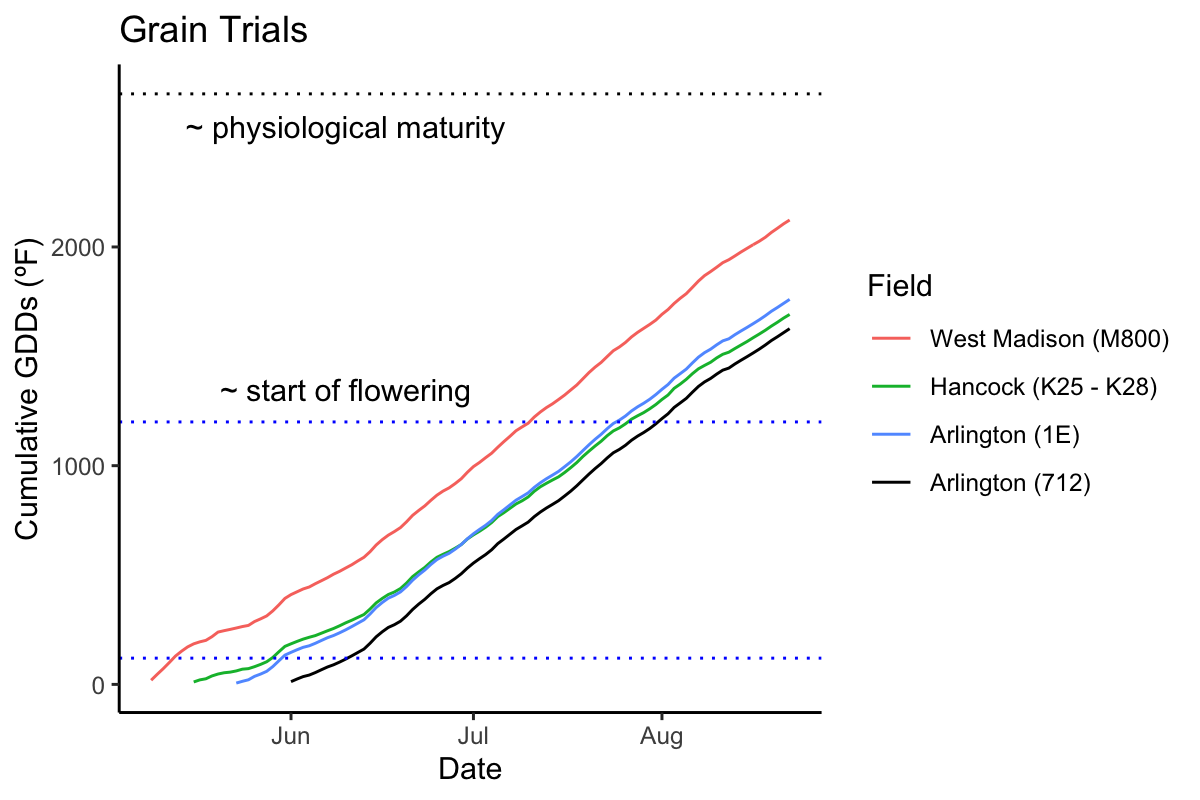 Grain Trials
~ physiological maturity
~ start of flowering
Cumulative GDDs (ºF)
2000
1000
0
Jun Jul Aug
Date
Field
West Madison (M800)
Hancock (K25 - K28)
Arlington (1E)
Arlington (712)